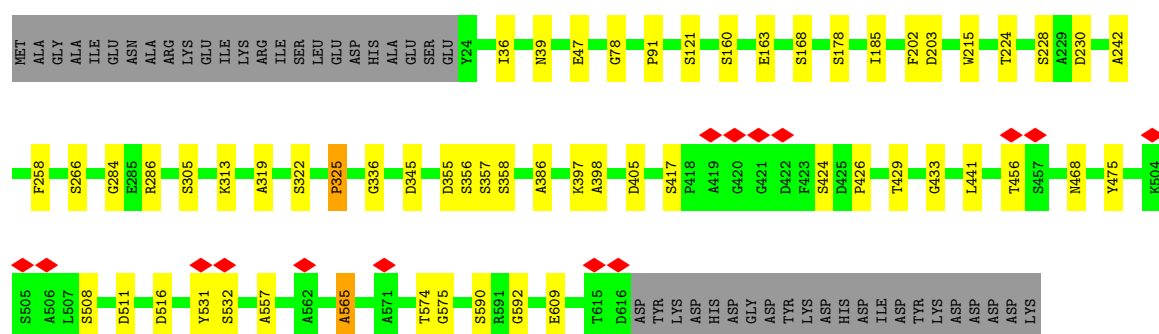 MET ALA GLY ALA ILE GLU ASN ALA ARG LYS GLU ILE LYS ARG ILE SER LEU GLU ASP HIS ALA GLU SER GLU Y24 I36 N39 E47 G78 P91 S121 S160 E163 S168 S178 I185 F202 D203 W215 T224 S228 A229 D230 A242
F258 S266 G284 E285 R286 S305 K313 A319 S322 P325 G336 D345 D355 S356 S357 S358 A386 K397 A398 D405 S417 P418 A419 G420 G421 D422 F423 S424 D425 P426 T429 G433 L441 T456 S457 N468 Y475 K504
S505 A506 L507 S508 D511 D516 Y531 S532 A557 A562 A565 A571 T574 G575 S590 R591 G592 E609 T615 D616 ASP TYR LYS ASP HIS ASP GLY ASP TYR LYS ASP HIS ASP ILE ASP TYR LYS ASP ASP ASP ASP LYS